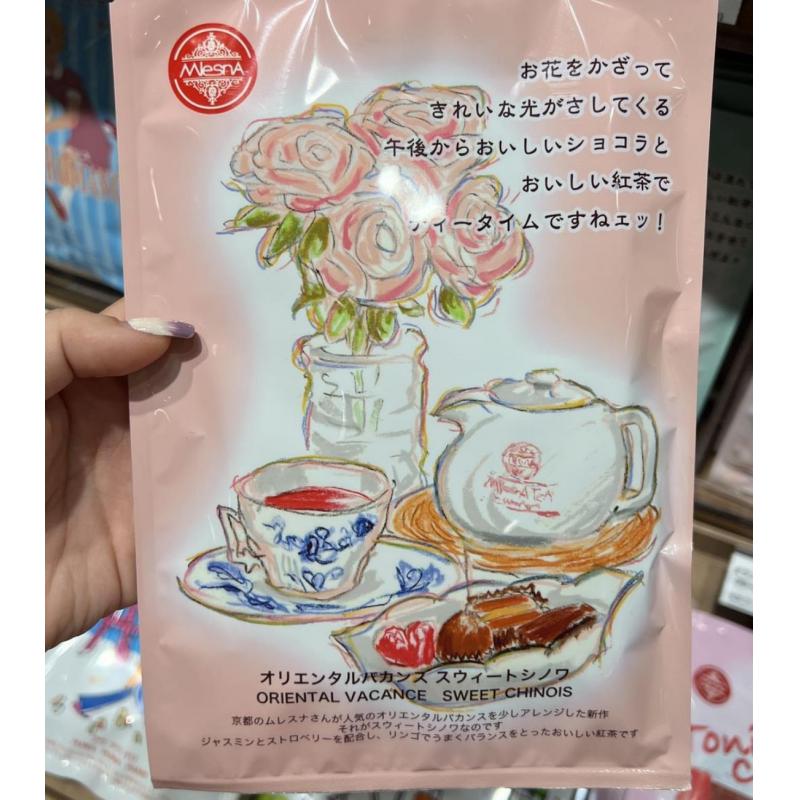 MlesnA
お花をかざって
きれいな光がさしてくる
午後からおいしいショコラと
おいしい紅茶で
ティータイムですねエッ!
オリエンタルバカンス スウィートシノワ
ORIENTAL VACANCE SWEET CHINOIS
京都のムレスナさんが人気のオリエンタルバカンスを少しアレンジした新作
それがスウィートシノワなのです
ジャスミンとストロベリーを配合し、リンゴでうまくバランスをとったおいしい紅茶です